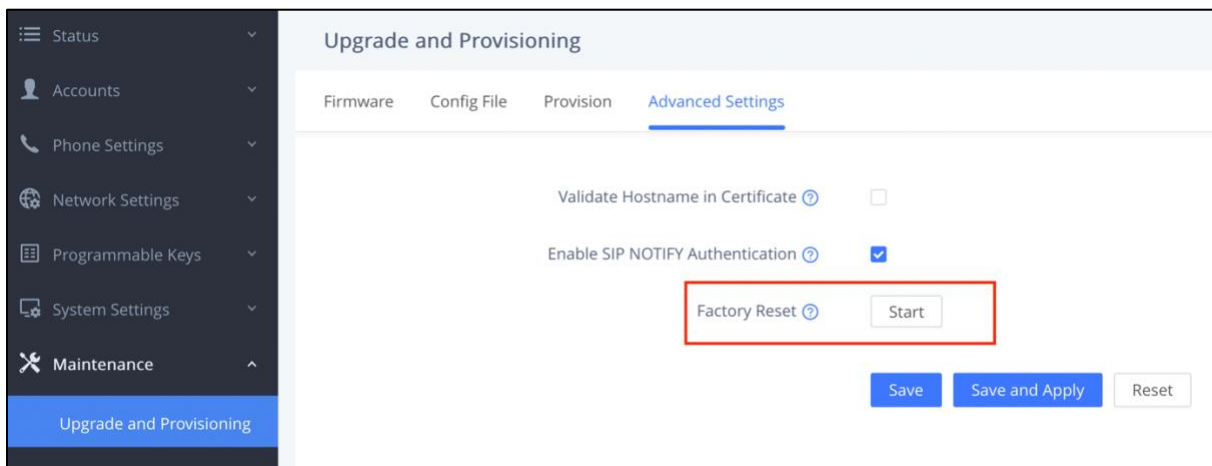 Status
Accounts
Phone Settings
Network Settings
Programmable Keys
System Settings
Maintenance
Upgrade and Provisioning
Upgrade and Provisioning
Firmware Config File Provision Advanced Settings
Validate Hostname in Certificate
Enable SIP NOTIFY Authentication
Factory Reset Start
Save Save and Apply Reset